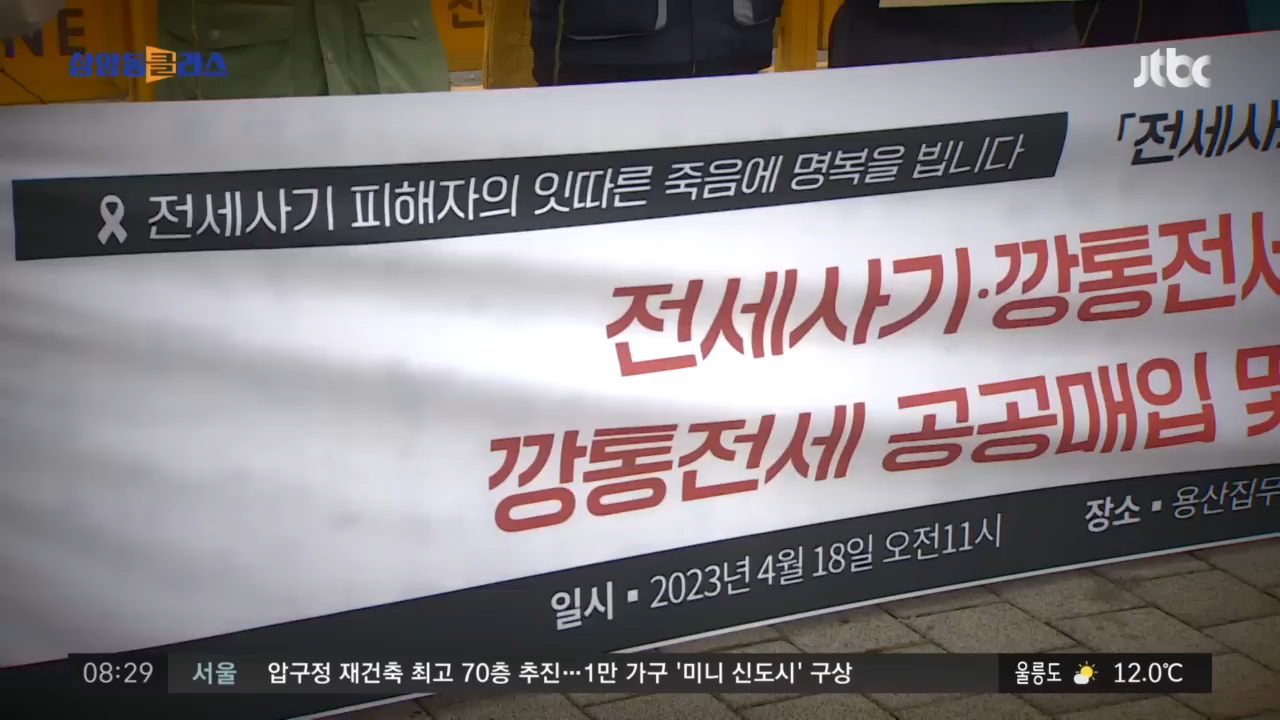 NE
상암동클라스
jtbc
전세사기 피해자의 잇따른 죽음에 명복을 빕니다
「전세사
전세사기·깡통전세
깡통전세 공공매입 및
일시 ▪ 2023년 4월 18일 오전11시
장소 ▪ 용산집무
08:29 서울 압구정 재건축 최고 70층 추진…1만 가구 '미니 신도시' 구상 울릉도 12.0℃